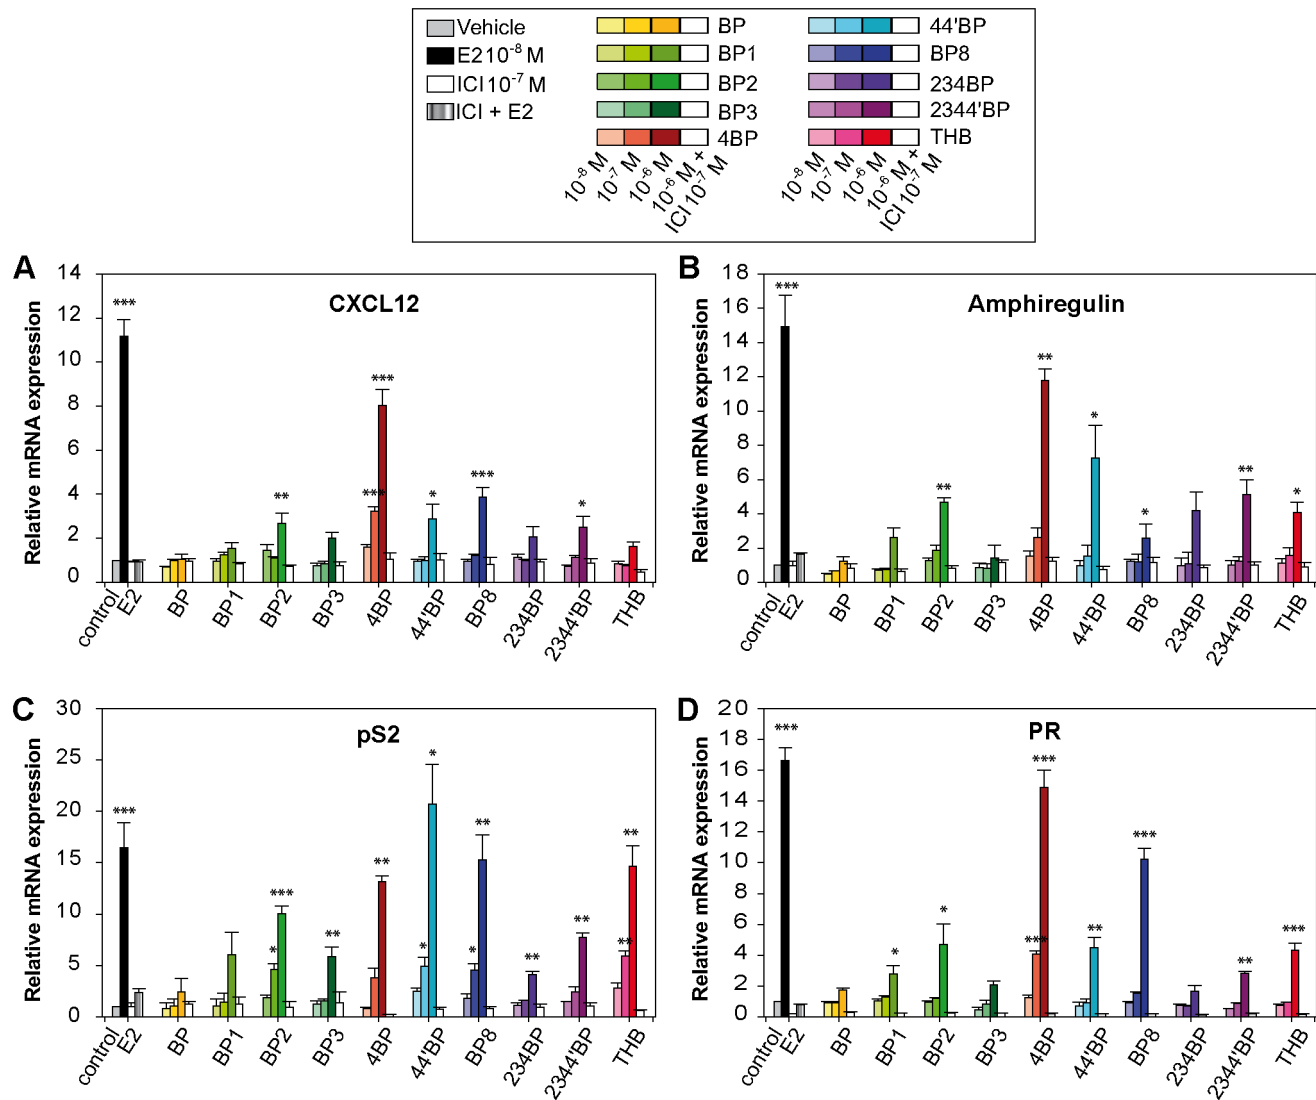 Vehicle
E2 10⁻⁸ M
ICI 10⁻⁷ M
ICI + E2
BP
BP1
BP2
BP3
4BP
10⁻⁸ M
10⁻⁷ M
10⁻⁶ M
10⁻⁶ M +
ICI 10⁻⁷ M
44'BP
BP8
234BP
2344'BP
THB
10⁻⁸ M
10⁻⁷ M
10⁻⁶ M
10⁻⁶ M +
ICI 10⁻⁷ M
A
CXCL12
Relative mRNA expression
14
12
10
8
6
4
2
0
***
**
***
***
*
***
*
control
E2
BP
BP1
BP2
BP3
4BP
44'BP
BP8
234BP
2344'BP
THB
B
Amphiregulin
Relative mRNA expression
18
16
14
12
10
8
6
4
2
0
***
**
**
*
*
**
*
control
E2
BP
BP1
BP2
BP3
4BP
44'BP
BP8
234BP
2344'BP
THB
C
pS2
Relative mRNA expression
30
25
20
15
10
5
0
***
*
***
**
**
*
*
*
**
**
**
**
**
control
E2
BP
BP1
BP2
BP3
4BP
44'BP
BP8
234BP
2344'BP
THB
D
PR
Relative mRNA expression
20
18
16
14
12
10
8
6
4
2
0
***
*
*
***
***
**
***
**
***
control
E2
BP
BP1
BP2
BP3
4BP
44'BP
BP8
234BP
2344'BP
THB